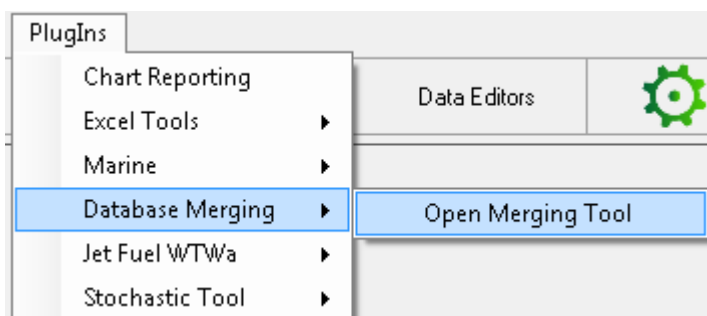 PlugIns
Chart Reporting
Data Editors
Excel Tools
Marine
Database Merging
Open Merging Tool
Jet Fuel WTWa
Stochastic Tool